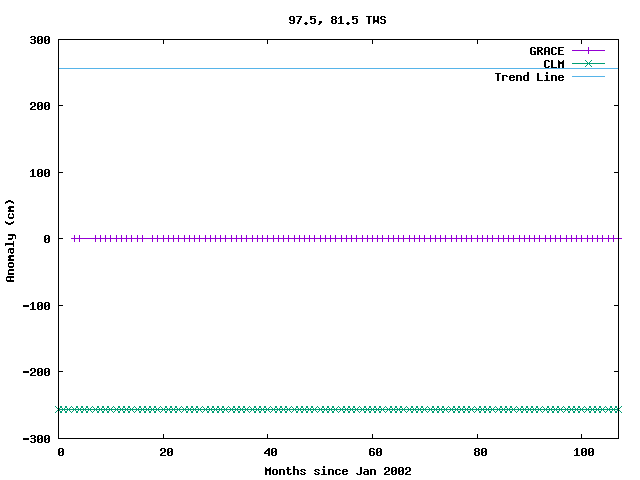 97.5, 81.5 TWS
300
200
100
0
-100
-200
-300
Anomaly (cm)
GRACE
CLM
Trend Line
0 20 40 60 80 100
Months since Jan 2002